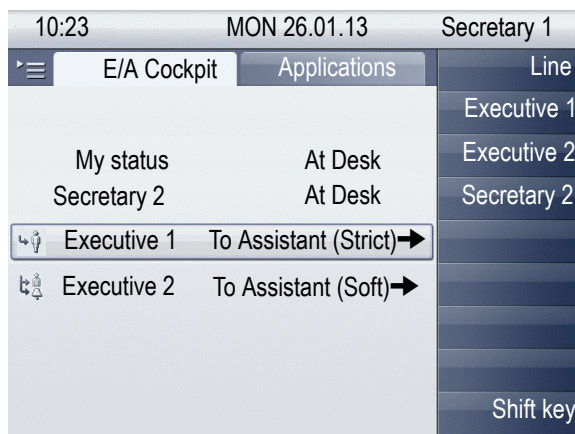 10:23 MON 26.01.13 Secretary 1
E/A Cockpit Applications Line
Executive 1
My status At Desk Executive 2
Secretary 2 At Desk Secretary 2
Executive 1 To Assistant (Strict)
Executive 2 To Assistant (Soft)
Shift key